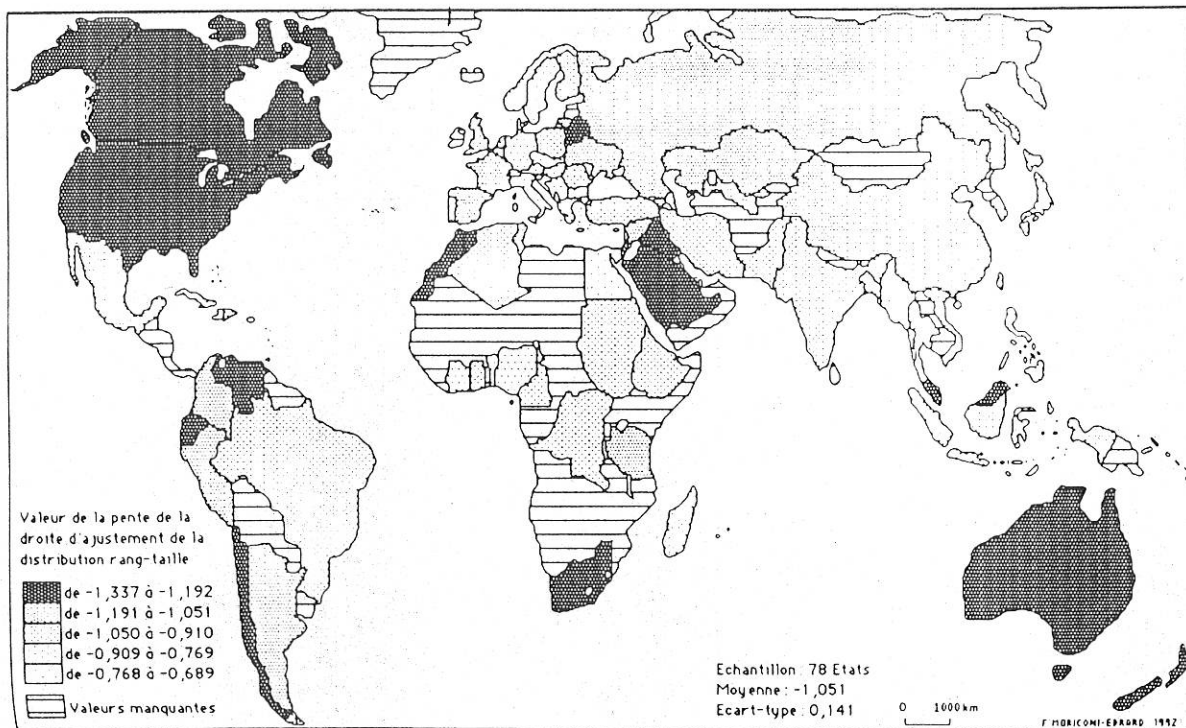 Valeur de la pente de la
droite d'ajustement de la
distribution rang-taille
de -1,337 à -1,192
de -1,191 à -1,051
de -1,050 à -0,910
de -0,909 à -0,769
de -0,768 à -0,689
Valeurs manquantes
Echantillon: 78 Etats
Moyenne: -1,051
Ecart-type: 0,141
0 1000km
F MORICONI-EBRARD 1992